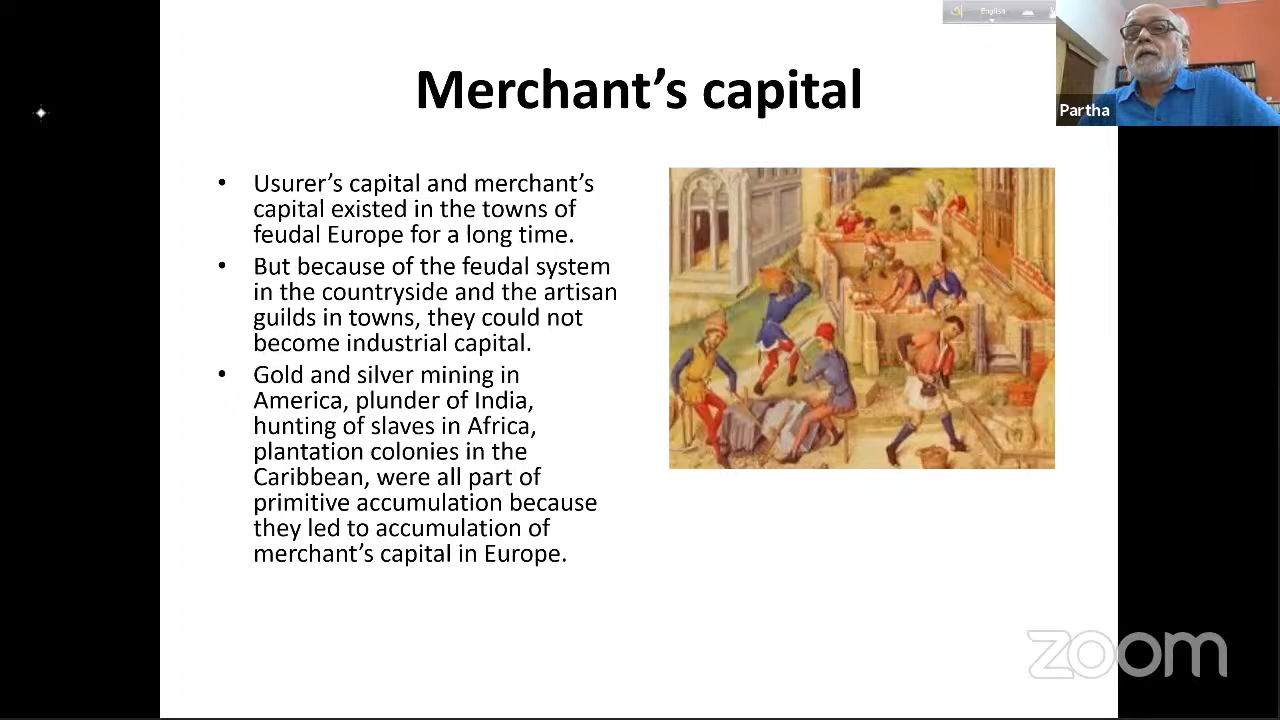 English
Merchant’s capital
Partha
• Usurer’s capital and merchant’s
capital existed in the towns of
feudal Europe for a long time.
• But because of the feudal system
in the countryside and the artisan
guilds in towns, they could not
become industrial capital.
• Gold and silver mining in
America, plunder of India,
hunting of slaves in Africa,
plantation colonies in the
Caribbean, were all part of
primitive accumulation because
they led to accumulation of
merchant’s capital in Europe.
zoom